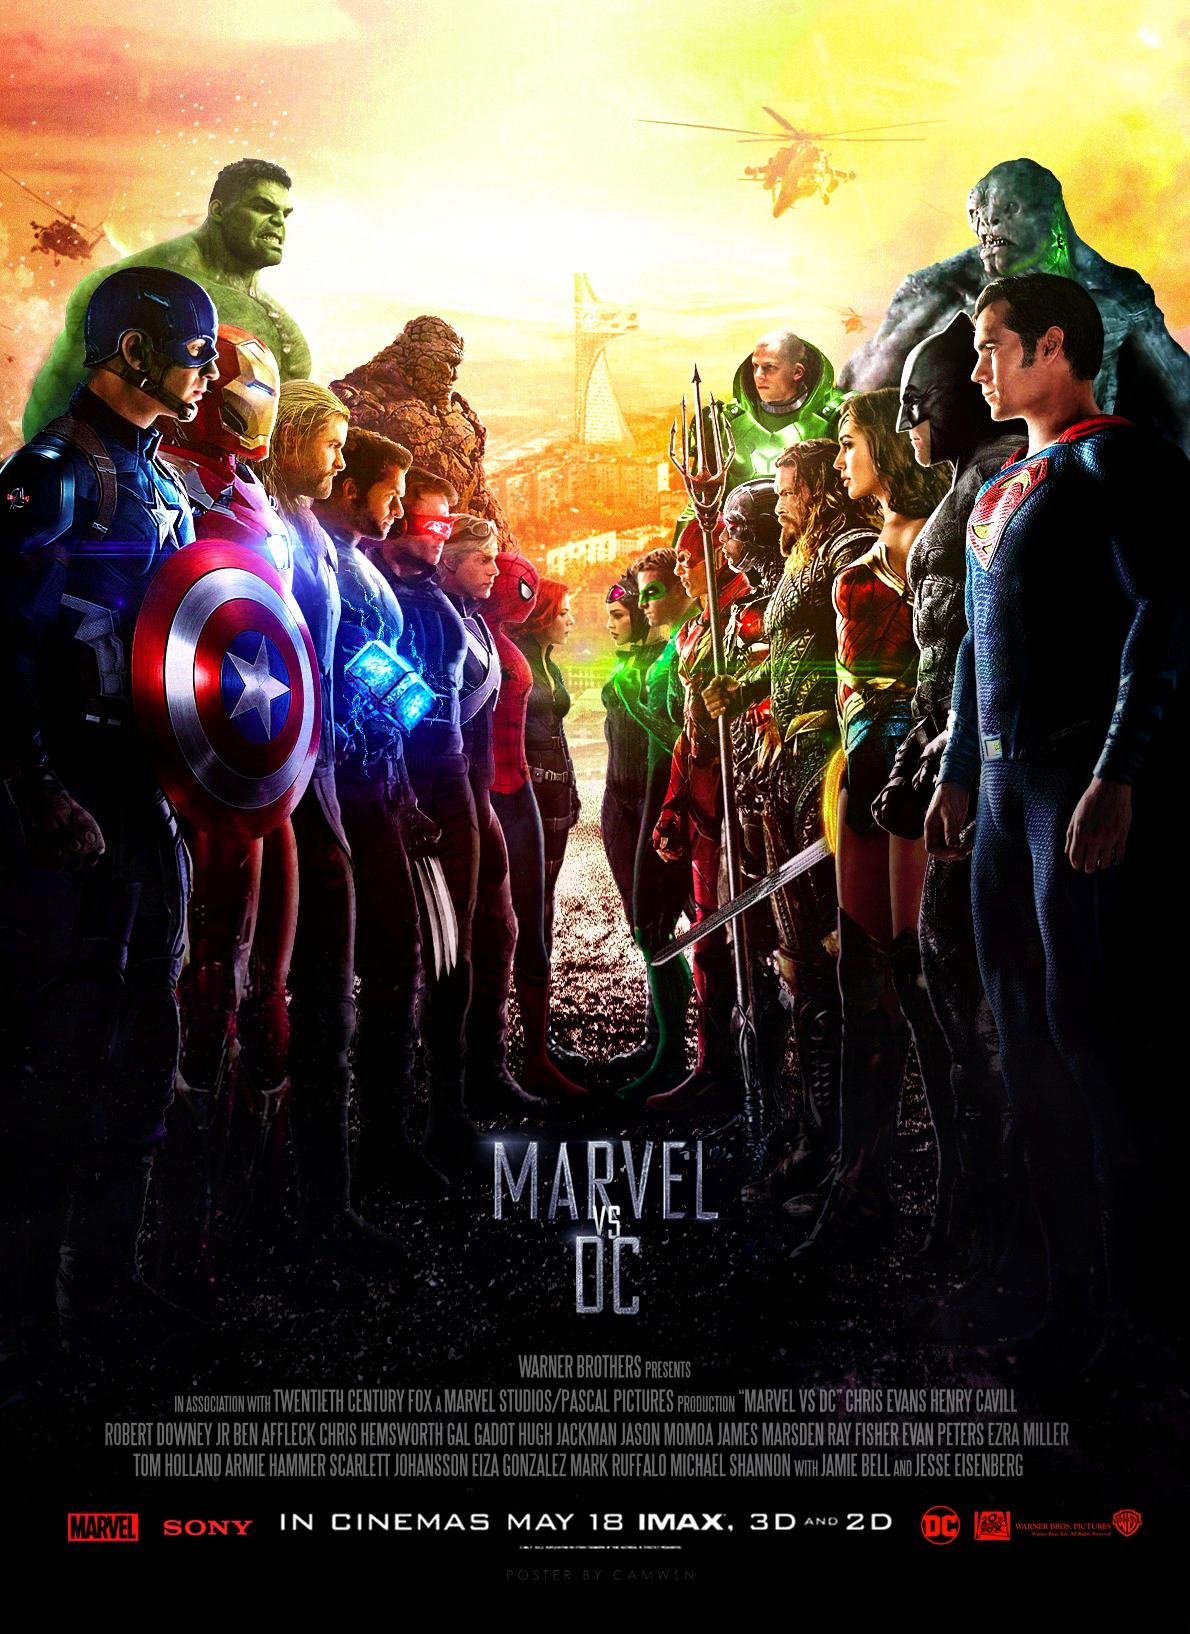 MARVEL
VS
DC
WARNER BROTHERS PRESENTS
IN ASSOCIATION WITH TWENTIETH CENTURY FOX A MARVEL STUDIOS/PASCAL PICTURES PRODUCTION “MARVEL VS DC” CHRIS EVANS HENRY CAVILL
ROBERT DOWNEY JR BEN AFFLECK CHRIS HEMSWORTH GAL GADOT HUGH JACKMAN JASON MOMOA JAMES MARSDEN RAY FISHER EVAN PETERS EZRA MILLER
TOM HOLLAND ARMIE HAMMER SCARLETT JOHANSSON EIZA GONZALEZ MARK RUFFALO MICHAEL SHANNON WITH JAMIE BELL AND JESSE EISENBERG
MARVEL SONY IN CINEMAS MAY 18 IMAX, 3D AND 2D DC 20th CENTURY FOX WARNER BROS. PICTURES
POSTER BY CAMW1N